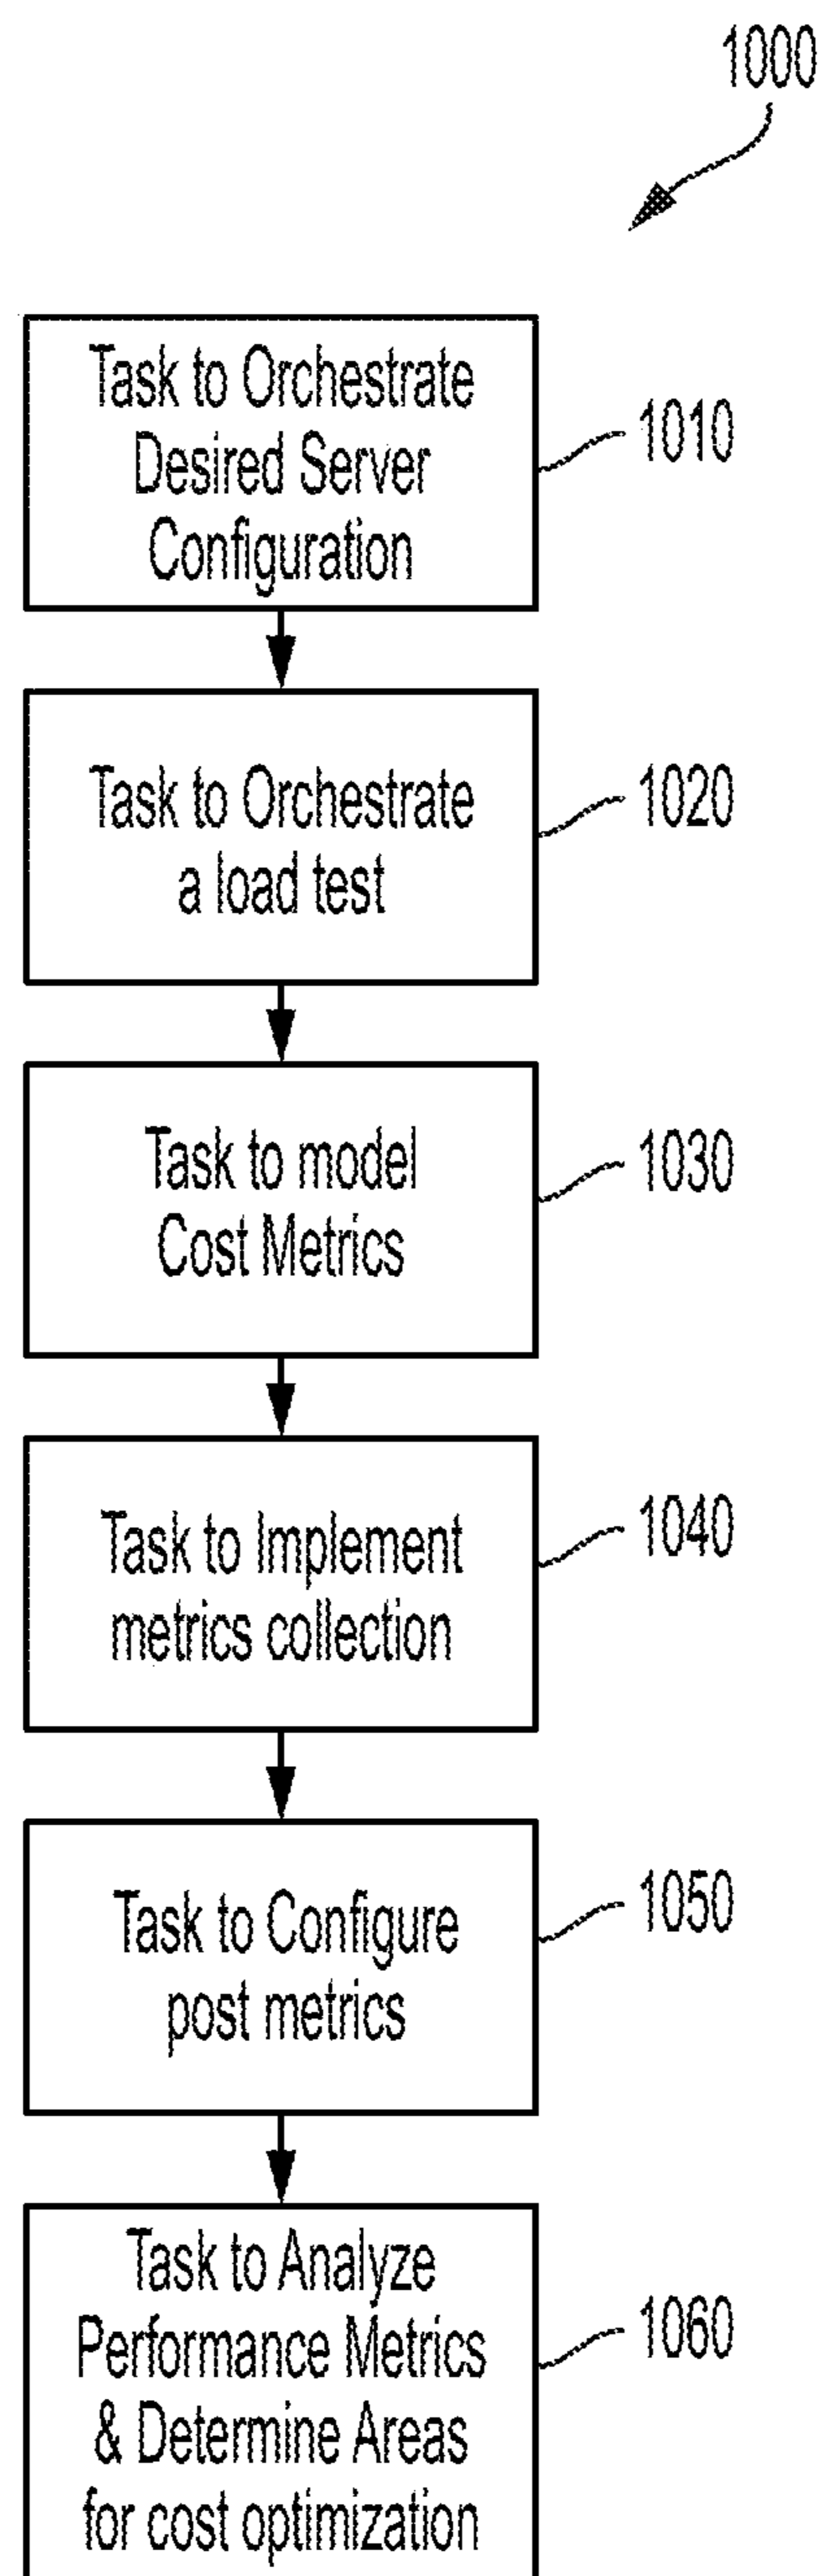 1000
Task to Orchestrate
Desired Server
Configuration
1010
Task to Orchestrate
a load test
1020
Task to model
Cost Metrics
1030
Task to Implement
metrics collection
1040
Task to Configure
post metrics
1050
Task to Analyze
Performance Metrics
& Determine Areas
for cost optimization
1060